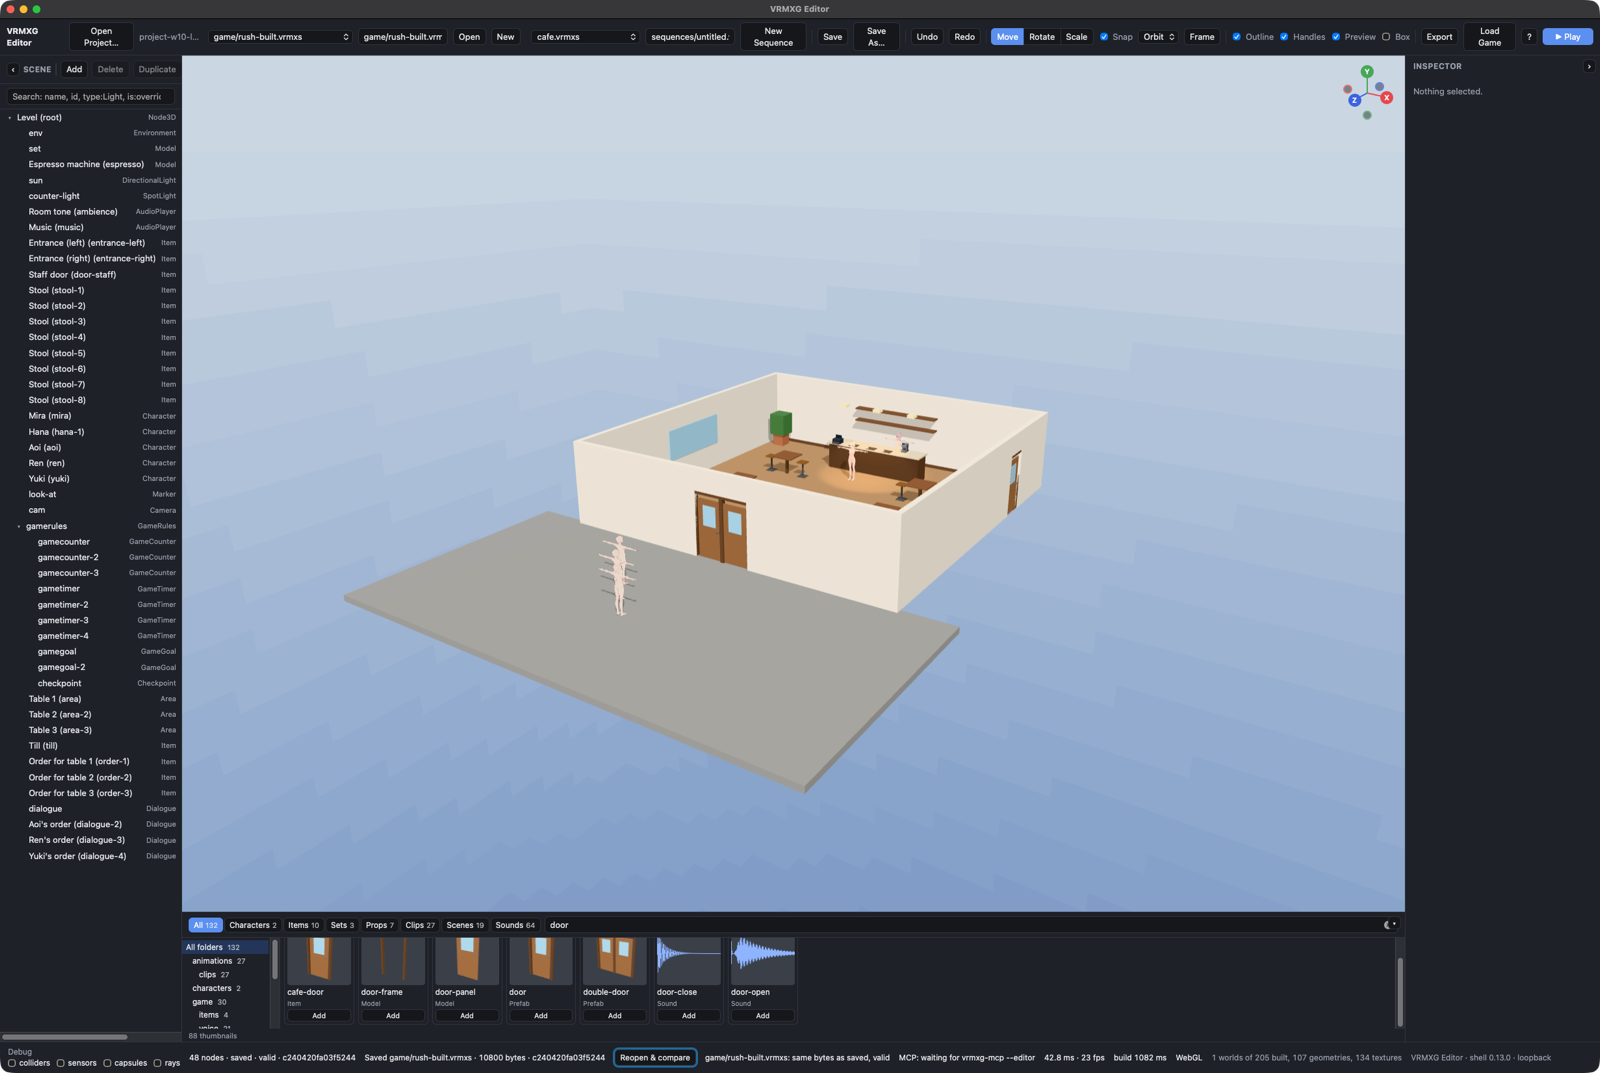 VRMXG Editor
VRMXG Editor
Open Project...
project-w10-l...
game/rush-built.vrmxs
game/rush-built.vrm
Open
New
cafe.vrmxs
sequences/untitled.
New Sequence
Save
Save As...
Undo
Redo
Move
Rotate
Scale
Snap
Orbit
Frame
Outline
Handles
Preview
Box
Export
Load Game
?
Play
SCENE
Add
Delete
Duplicate
Search: name, id, type:Light, is:overri
Level (root) Node3D
env Environment
set Model
Espresso machine (espresso) Model
sun DirectionalLight
counter-light SpotLight
Room tone (ambience) AudioPlayer
Music (music) AudioPlayer
Entrance (left) (entrance-left) Item
Entrance (right) (entrance-right) Item
Staff door (door-staff) Item
Stool (stool-1) Item
Stool (stool-2) Item
Stool (stool-3) Item
Stool (stool-4) Item
Stool (stool-5) Item
Stool (stool-6) Item
Stool (stool-7) Item
Stool (stool-8) Item
Mira (mira) Character
Hana (hana-1) Character
Aoi (aoi) Character
Ren (ren) Character
Yuki (yuki) Character
look-at Marker
cam Camera
gamerules GameRules
gamecounter GameCounter
gamecounter-2 GameCounter
gamecounter-3 GameCounter
gametimer GameTimer
gametimer-2 GameTimer
gametimer-3 GameTimer
gametimer-4 GameTimer
gamegoal GameGoal
gamegoal-2 GameGoal
checkpoint Checkpoint
Table 1 (area) Area
Table 2 (area-2) Area
Table 3 (area-3) Area
Till (till) Item
Order for table 1 (order-1) Item
Order for table 2 (order-2) Item
Order for table 3 (order-3) Item
dialogue Dialogue
Aoi's order (dialogue-2) Dialogue
Ren's order (dialogue-3) Dialogue
Yuki's order (dialogue-4) Dialogue
Y
X
Z
INSPECTOR
Nothing selected.
All 132
Characters 2
Items 10
Sets 3
Props 7
Clips 27
Scenes 19
Sounds 64
door
All folders 132
animations 27
clips 27
characters 2
game 30
items 4
voice 21
cafe-door
Item
Add
door-frame
Model
Add
door-panel
Model
Add
door
Prefab
Add
double-door
Prefab
Add
door-close
Sound
Add
door-open
Sound
Add
88 thumbnails
Debug
colliders
sensors
capsules
rays
48 nodes · saved · valid · c240420fa03f5244
Saved game/rush-built.vrmxs · 10800 bytes · c240420fa03f5244
Reopen & compare
game/rush-built.vrmxs: same bytes as saved, valid
MCP: waiting for vrmxg-mcp --editor
42.8 ms · 23 fps
build 1082 ms
WebGL
1 worlds of 205 built, 107 geometries, 134 textures
VRMXG Editor · shell 0.13.0 · loopback